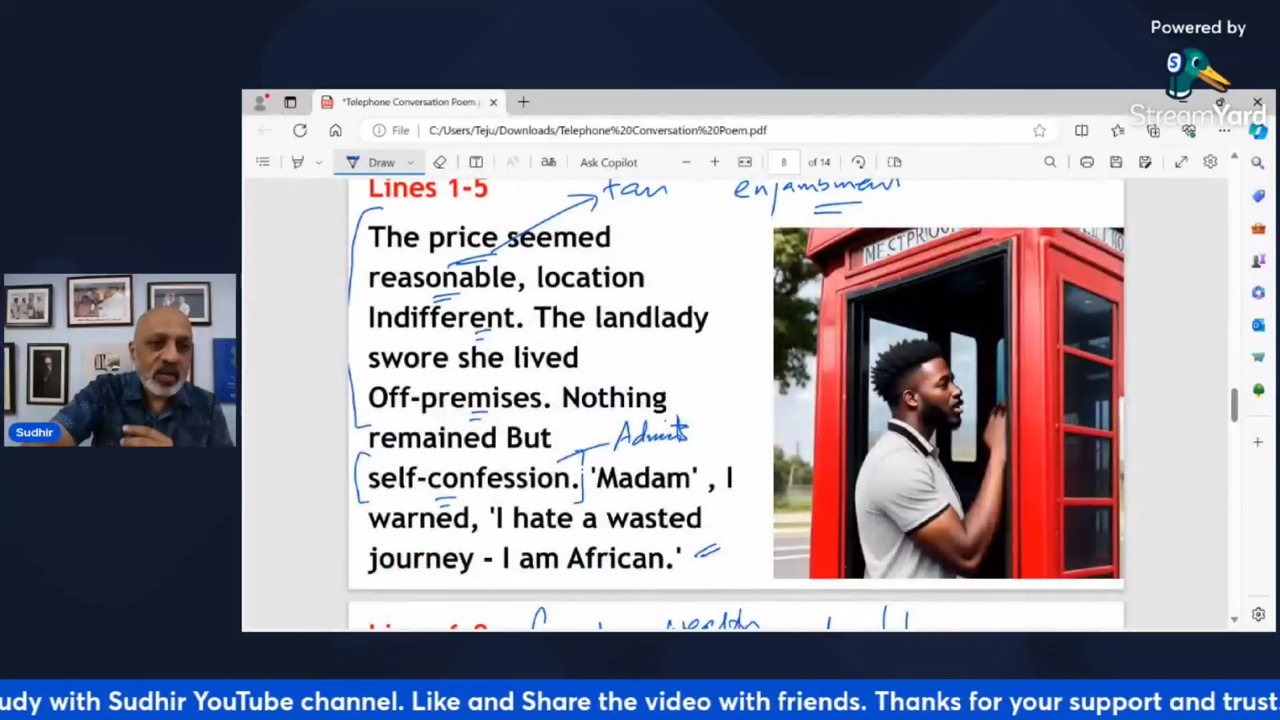 Powered by
StreamYard
*Telephone Conversation Poem.p
File
C:/Users/Teju/Downloads/Telephone%20Conversation%20Poem.pdf
Draw
Ask Copilot
8 of 14
Lines 1-5
tan
enjambment
The price seemed
reasonable, location
Indifferent. The landlady
swore she lived
Off-premises. Nothing
remained But
Admits
self-confession. 'Madam' , I
warned, 'I hate a wasted
journey - I am African.'
Sudhir
udy with Sudhir YouTube channel. Like and Share the video with friends. Thanks for your support and trust.